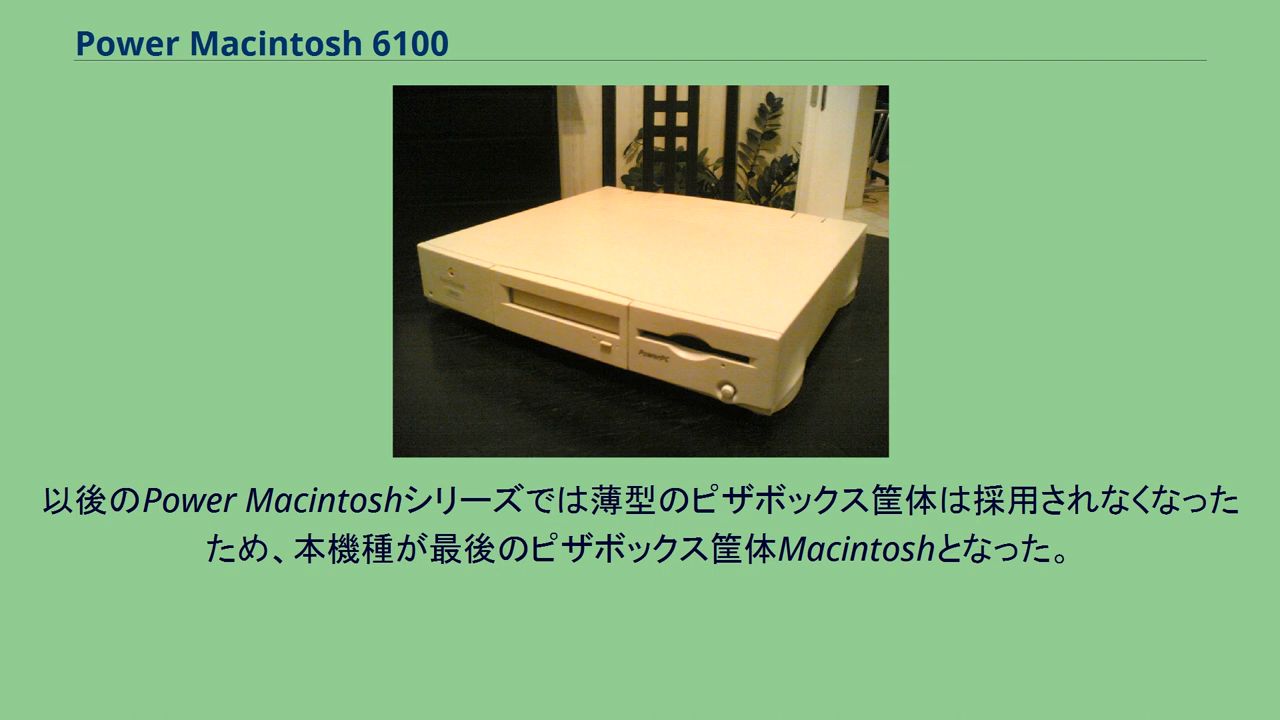 Power Macintosh 6100
PowerPC
以後のPower Macintoshシリーズでは薄型のピザボックス筐体は採用されなくなった
ため、本機種が最後のピザボックス筐体Macintoshとなった。